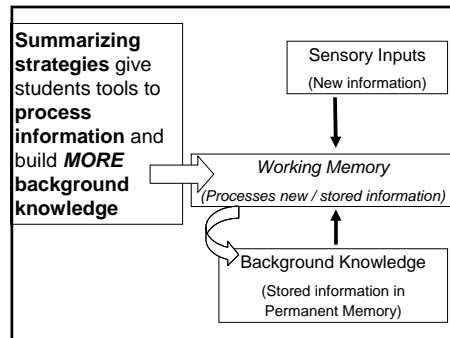 Summarizing
strategies give
students tools to
process
information and
build MORE
background
knowledge
Sensory Inputs
(New information)
Working Memory
(Processes new / stored information)
Background Knowledge
(Stored information in
Permanent Memory)